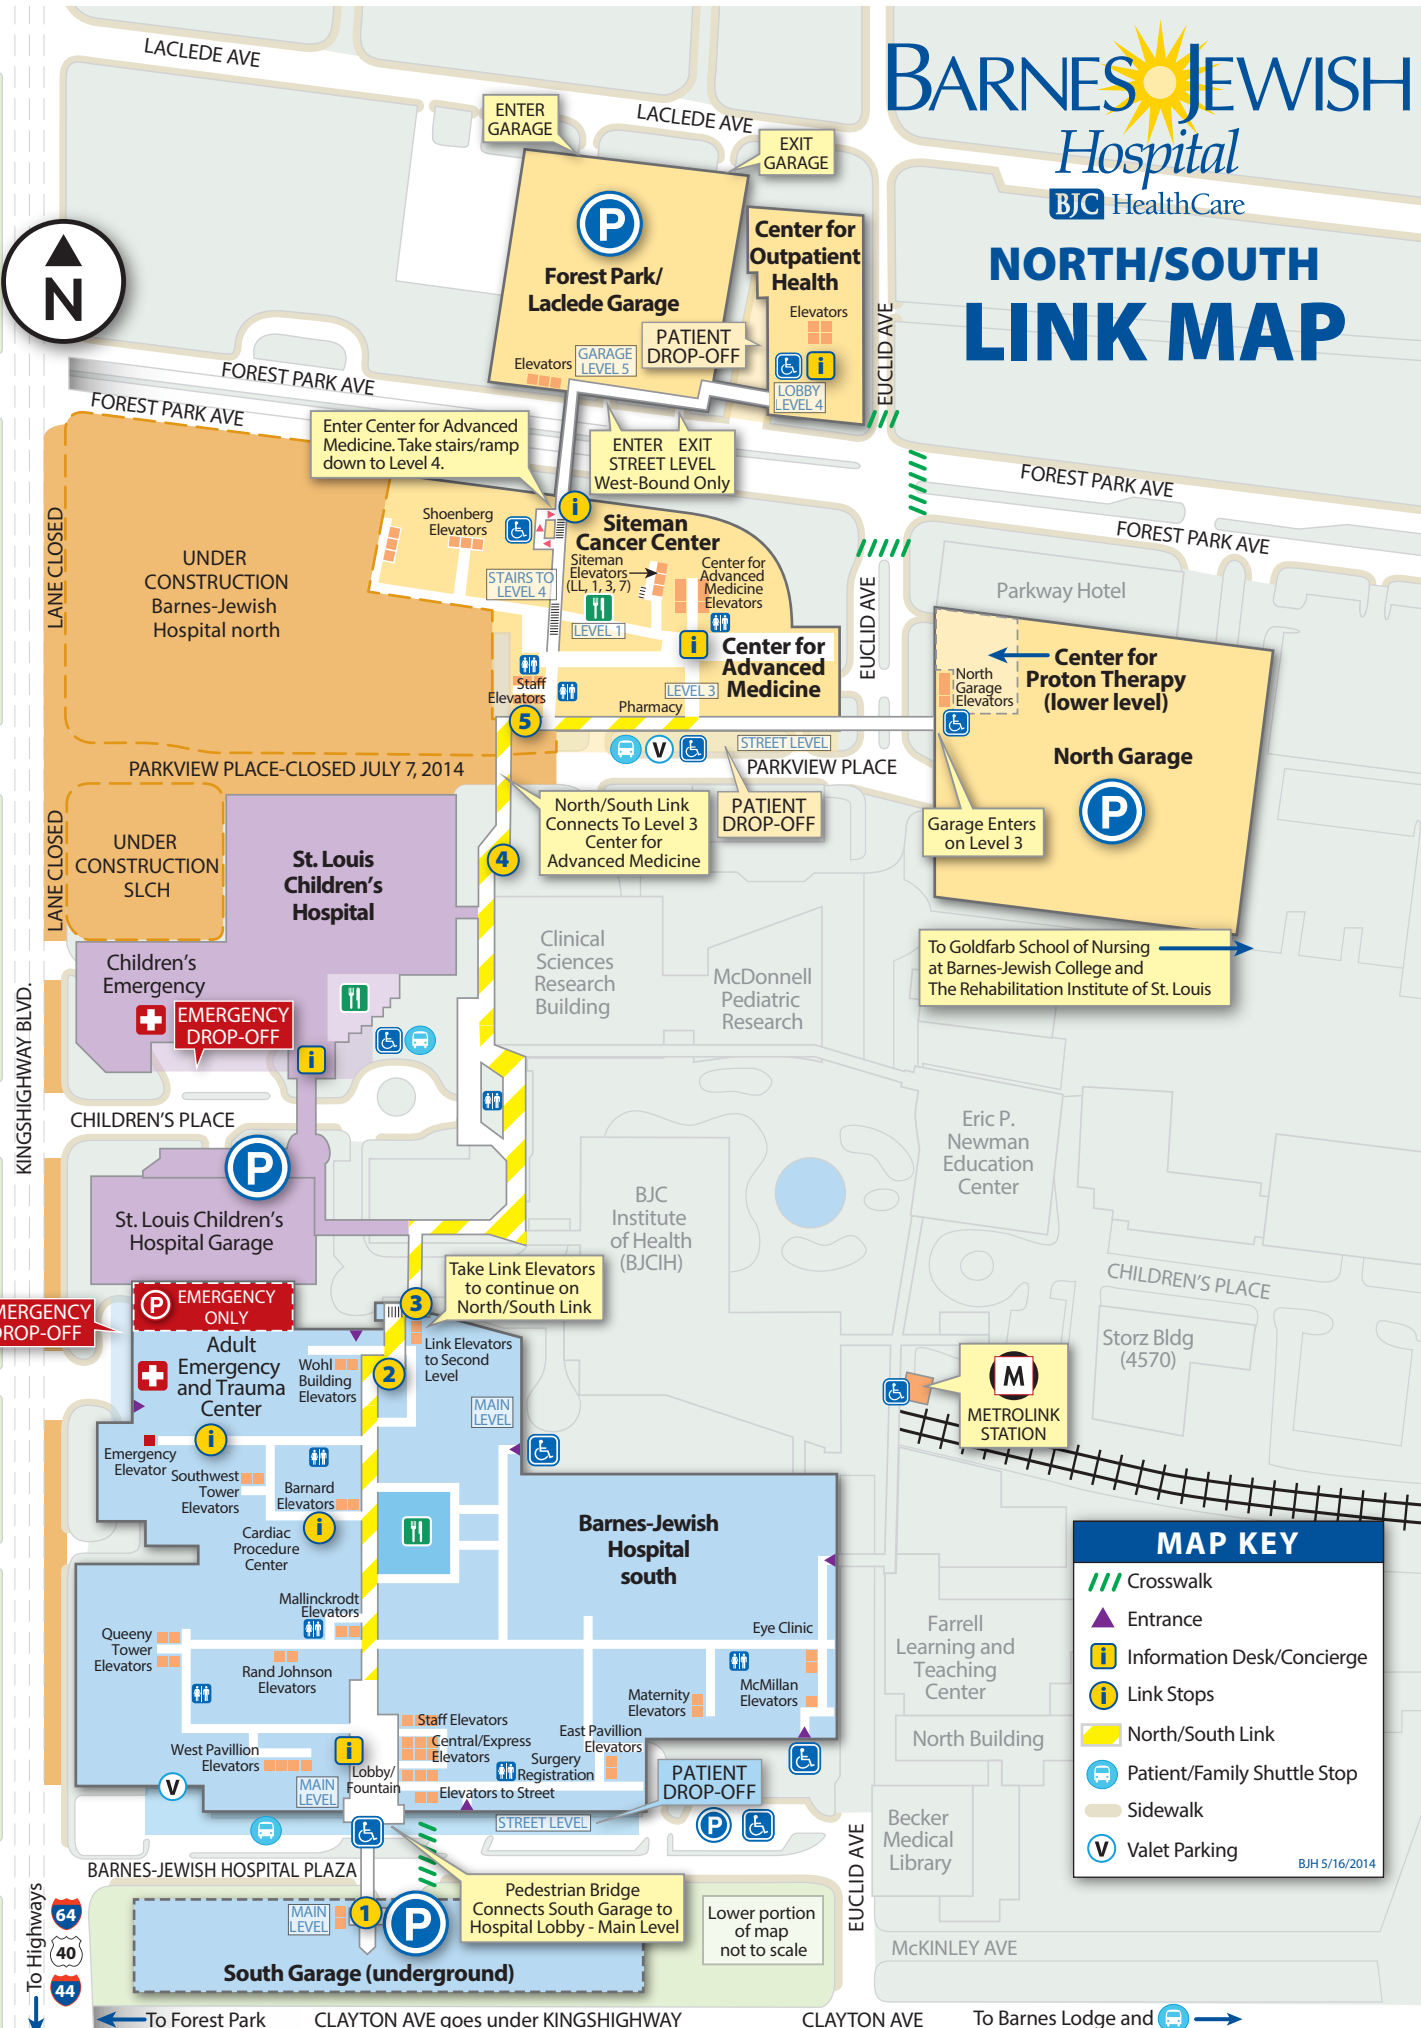 LACLEDE AVE
ENTER
GARAGE
LACLEDE AVE
EXIT
GARAGE
BARNES JEWISH
Hospital
BJC HealthCare
NORTH/SOUTH
LINK MAP
N
P
Forest Park/
Laclede Garage
Center for
Outpatient
Health
Elevators
PATIENT
DROP-OFF
Elevators
GARAGE
LEVEL 5
i
LOBBY
LEVEL 4
EUCLID AVE
FOREST PARK AVE
FOREST PARK AVE
Enter Center for Advanced
Medicine. Take stairs/ramp
down to Level 4.
ENTER EXIT
STREET LEVEL
West-Bound Only
FOREST PARK AVE
FOREST PARK AVE
LANE CLOSED
UNDER
CONSTRUCTION
Barnes-Jewish
Hospital north
Shoenberg
Elevators
i
Siteman
Cancer Center
Siteman
Elevators
(LL, 1, 3, 7)
Center for
Advanced
Medicine
Elevators
STAIRS TO
LEVEL 4
LEVEL 1
i
Center for
Advanced
Medicine
Staff
Elevators
LEVEL 3
Pharmacy
5
EUCLID AVE
Parkway Hotel
Center for
Proton Therapy
(lower level)
North
Garage
Elevators
North Garage
P
V
STREET LEVEL
PARKVIEW PLACE
PARKVIEW PLACE-CLOSED JULY 7, 2014
PATIENT
DROP-OFF
Garage Enters
on Level 3
North/South Link
Connects To Level 3
Center for
Advanced Medicine
4
LANE CLOSED
UNDER
CONSTRUCTION
SLCH
St. Louis
Children's
Hospital
Children's
Emergency
EMERGENCY
DROP-OFF
i
Clinical
Sciences
Research
Building
McDonnell
Pediatric
Research
To Goldfarb School of Nursing
at Barnes-Jewish College and
The Rehabilitation Institute of St. Louis
KINGSHIGHWAY BLVD.
CHILDREN'S PLACE
P
St. Louis Children's
Hospital Garage
BJC
Institute
of Health
(BJCIH)
Eric P.
Newman
Education
Center
CHILDREN'S PLACE
Storz Bldg
(4570)
Take Link Elevators
to continue on
North/South Link
3
P EMERGENCY
ONLY
MERGENCY
DROP-OFF
Adult
Emergency
and Trauma
Center
Wohl
Building
Elevators
2
Link Elevators
to Second
Level
MAIN
LEVEL
M
METROLINK
STATION
i
Emergency
Elevator
Southwest
Tower
Elevators
Barnard
Elevators
i
Cardiac
Procedure
Center
Barnes-Jewish
Hospital
south
Mallinckrodt
Elevators
Queeny
Tower
Elevators
Rand Johnson
Elevators
Eye Clinic
McMillan
Elevators
Maternity
Elevators
Staff Elevators
Central/Express
Elevators
East Pavillion
Elevators
West Pavillion
Elevators
i
Lobby/
Fountain
MAIN
LEVEL
Surgery
Registration
Elevators to Street
PATIENT
DROP-OFF
V
STREET LEVEL
P
Farrell
Learning and
Teaching
Center
North Building
Becker
Medical
Library
EUCLID AVE
MAP KEY
Crosswalk
Entrance
i Information Desk/Concierge
i Link Stops
North/South Link
Patient/Family Shuttle Stop
Sidewalk
V Valet Parking
BJH 5/16/2014
BARNES-JEWISH HOSPITAL PLAZA
Pedestrian Bridge
Connects South Garage to
Hospital Lobby - Main Level
MAIN
LEVEL
1
P
South Garage (underground)
Lower portion
of map
not to scale
McKINLEY AVE
To Highways
64
40
44
To Forest Park
CLAYTON AVE goes under KINGSHIGHWAY
CLAYTON AVE
To Barnes Lodge and